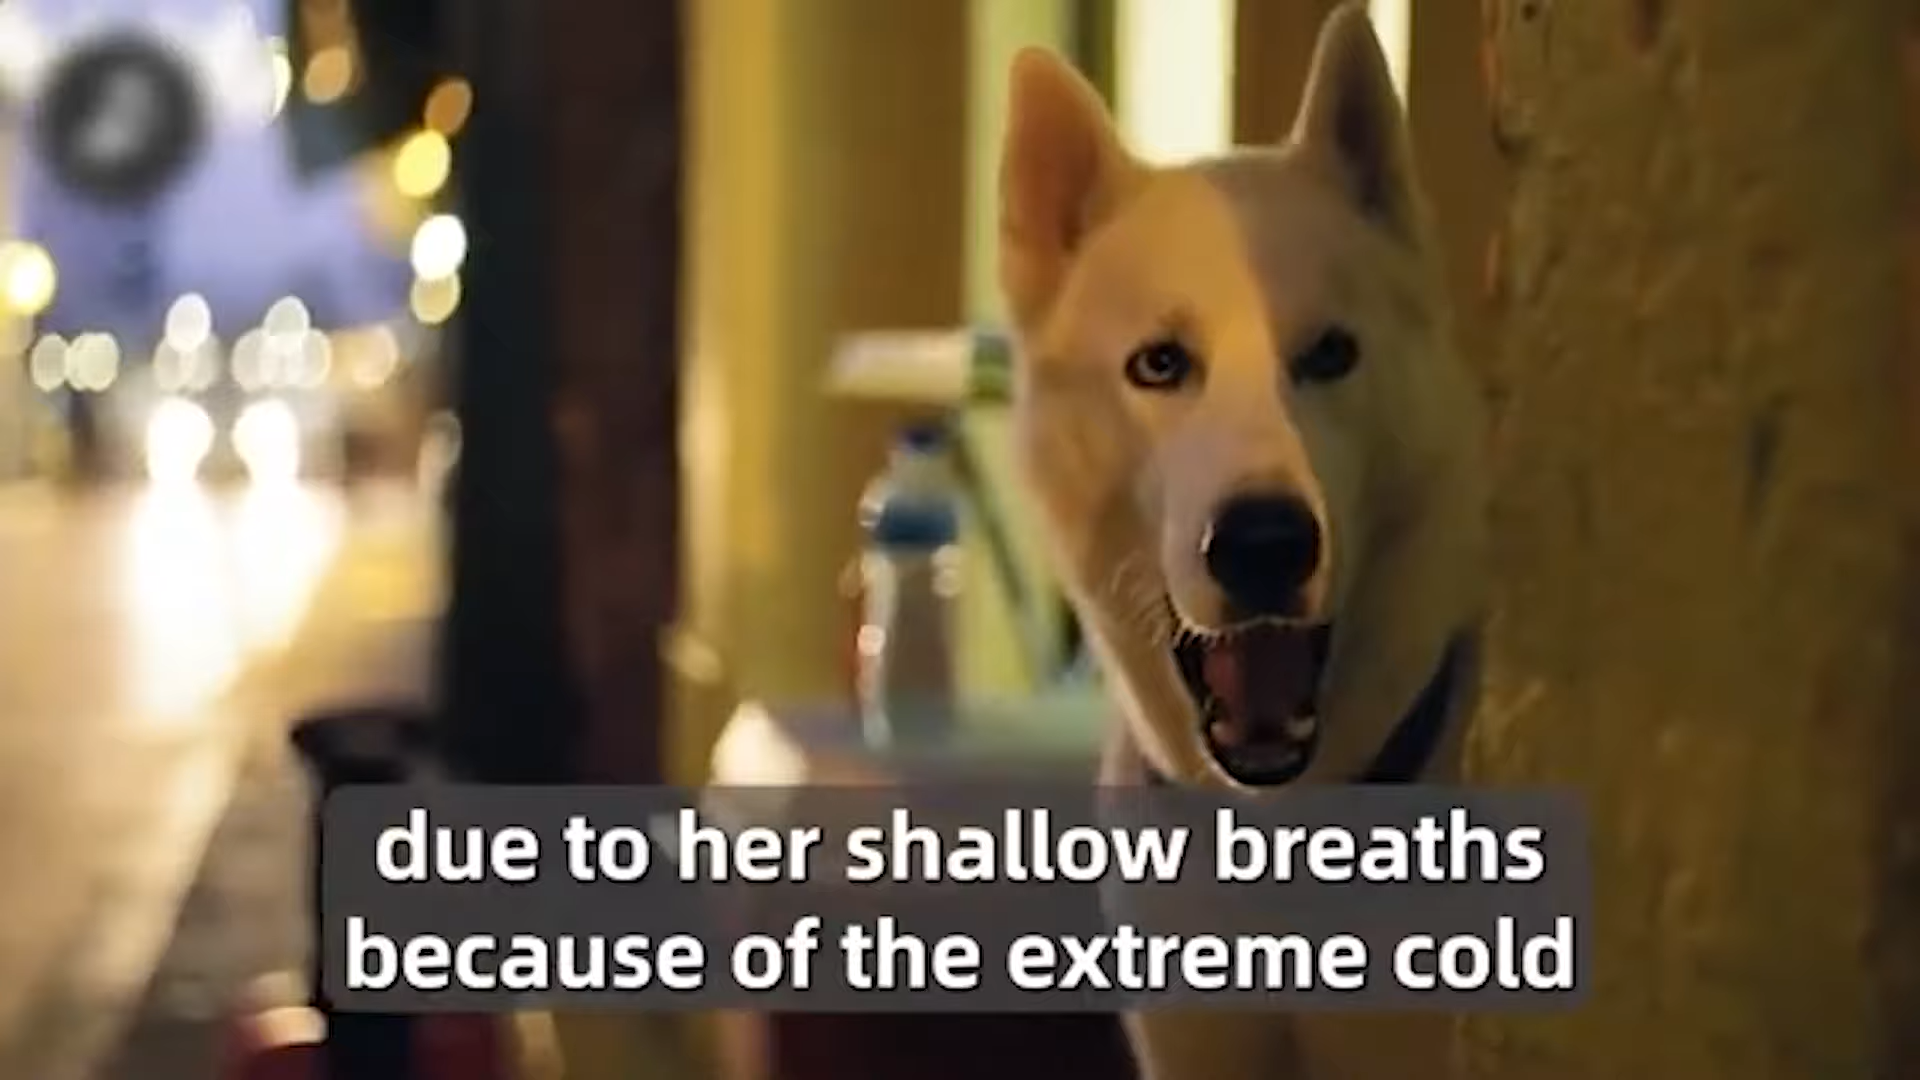 due to her shallow breaths
because of the extreme cold